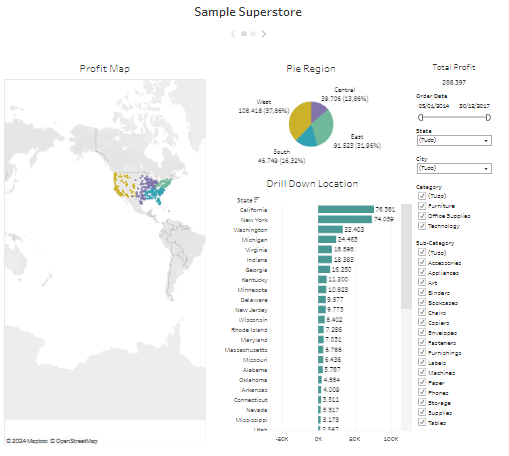 Sample Superstore
Profit Map
© 2024 Mapbox © OpenStreetMap
Pie Region
Central
39.706 (13,86%)
West
108.418 (37,86%)
East
91.523 (31,96%)
South
46.749 (16,32%)
Drill Down Location
State
California 76.381
New York 74.039
Washington 33.403
Michigan 24.463
Virginia 18.598
Indiana 18.383
Georgia 16.250
Kentucky 11.200
Minnesota 10.823
Delaware 9.977
New Jersey 9.773
Wisconsin 8.402
Rhode Island 7.286
Maryland 7.031
Massachusetts 6.786
Missouri 6.436
Alabama 5.787
Oklahoma 4.854
Arkansas 4.009
Connecticut 3.511
Nevada 3.317
Mississippi 3.173
Utah
-50K 0K 50K 100K
Total Profit
286.397
Order Date
03/01/2014 30/12/2017
State
(Tudo)
City
(Tudo)
Category
(Tudo)
Furniture
Office Supplies
Technology
Sub-Category
(Tudo)
Accessories
Appliances
Art
Binders
Bookcases
Chairs
Copiers
Envelopes
Fasteners
Furnishings
Labels
Machines
Paper
Phones
Storage
Supplies
Tables